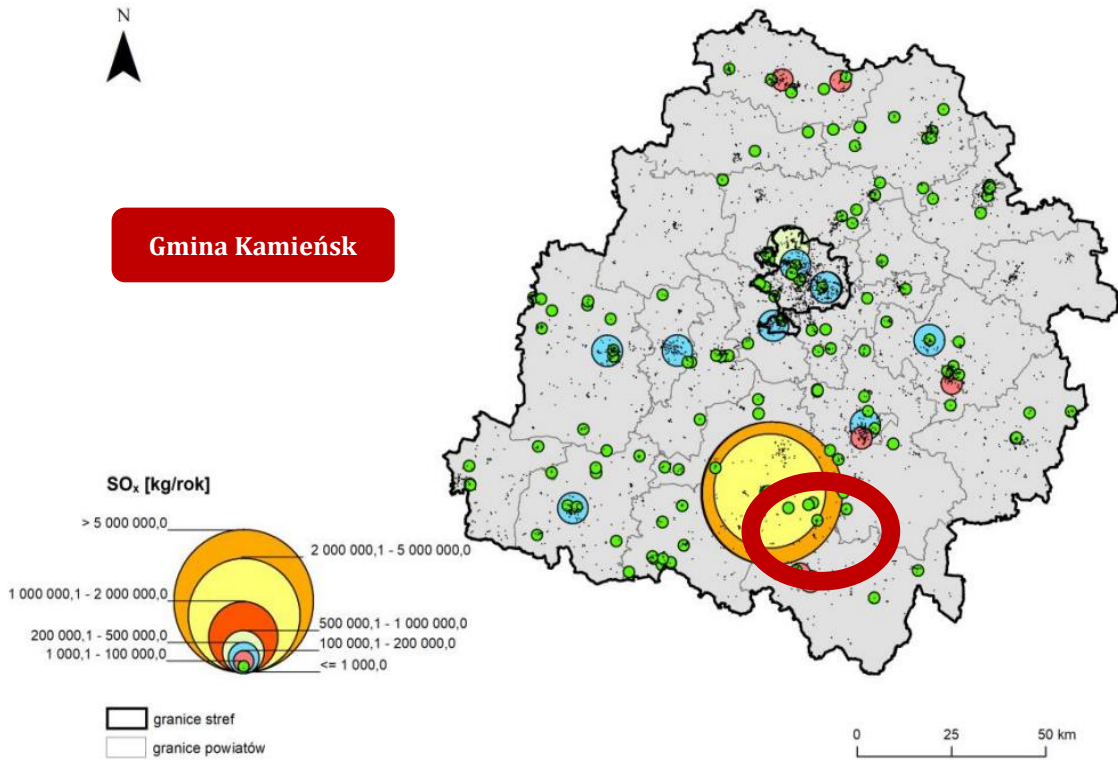 N
Gmina Kamieńsk
SOₓ [kg/rok]
> 5 000 000,0
2 000 000,1 - 5 000 000,0
1 000 000,1 - 2 000 000,0
500 000,1 - 1 000 000,0
200 000,1 - 500 000,0
100 000,1 - 200 000,0
1 000,1 - 100 000,0
<= 1 000,0
granice stref
granice powiatów
0 25 50 km